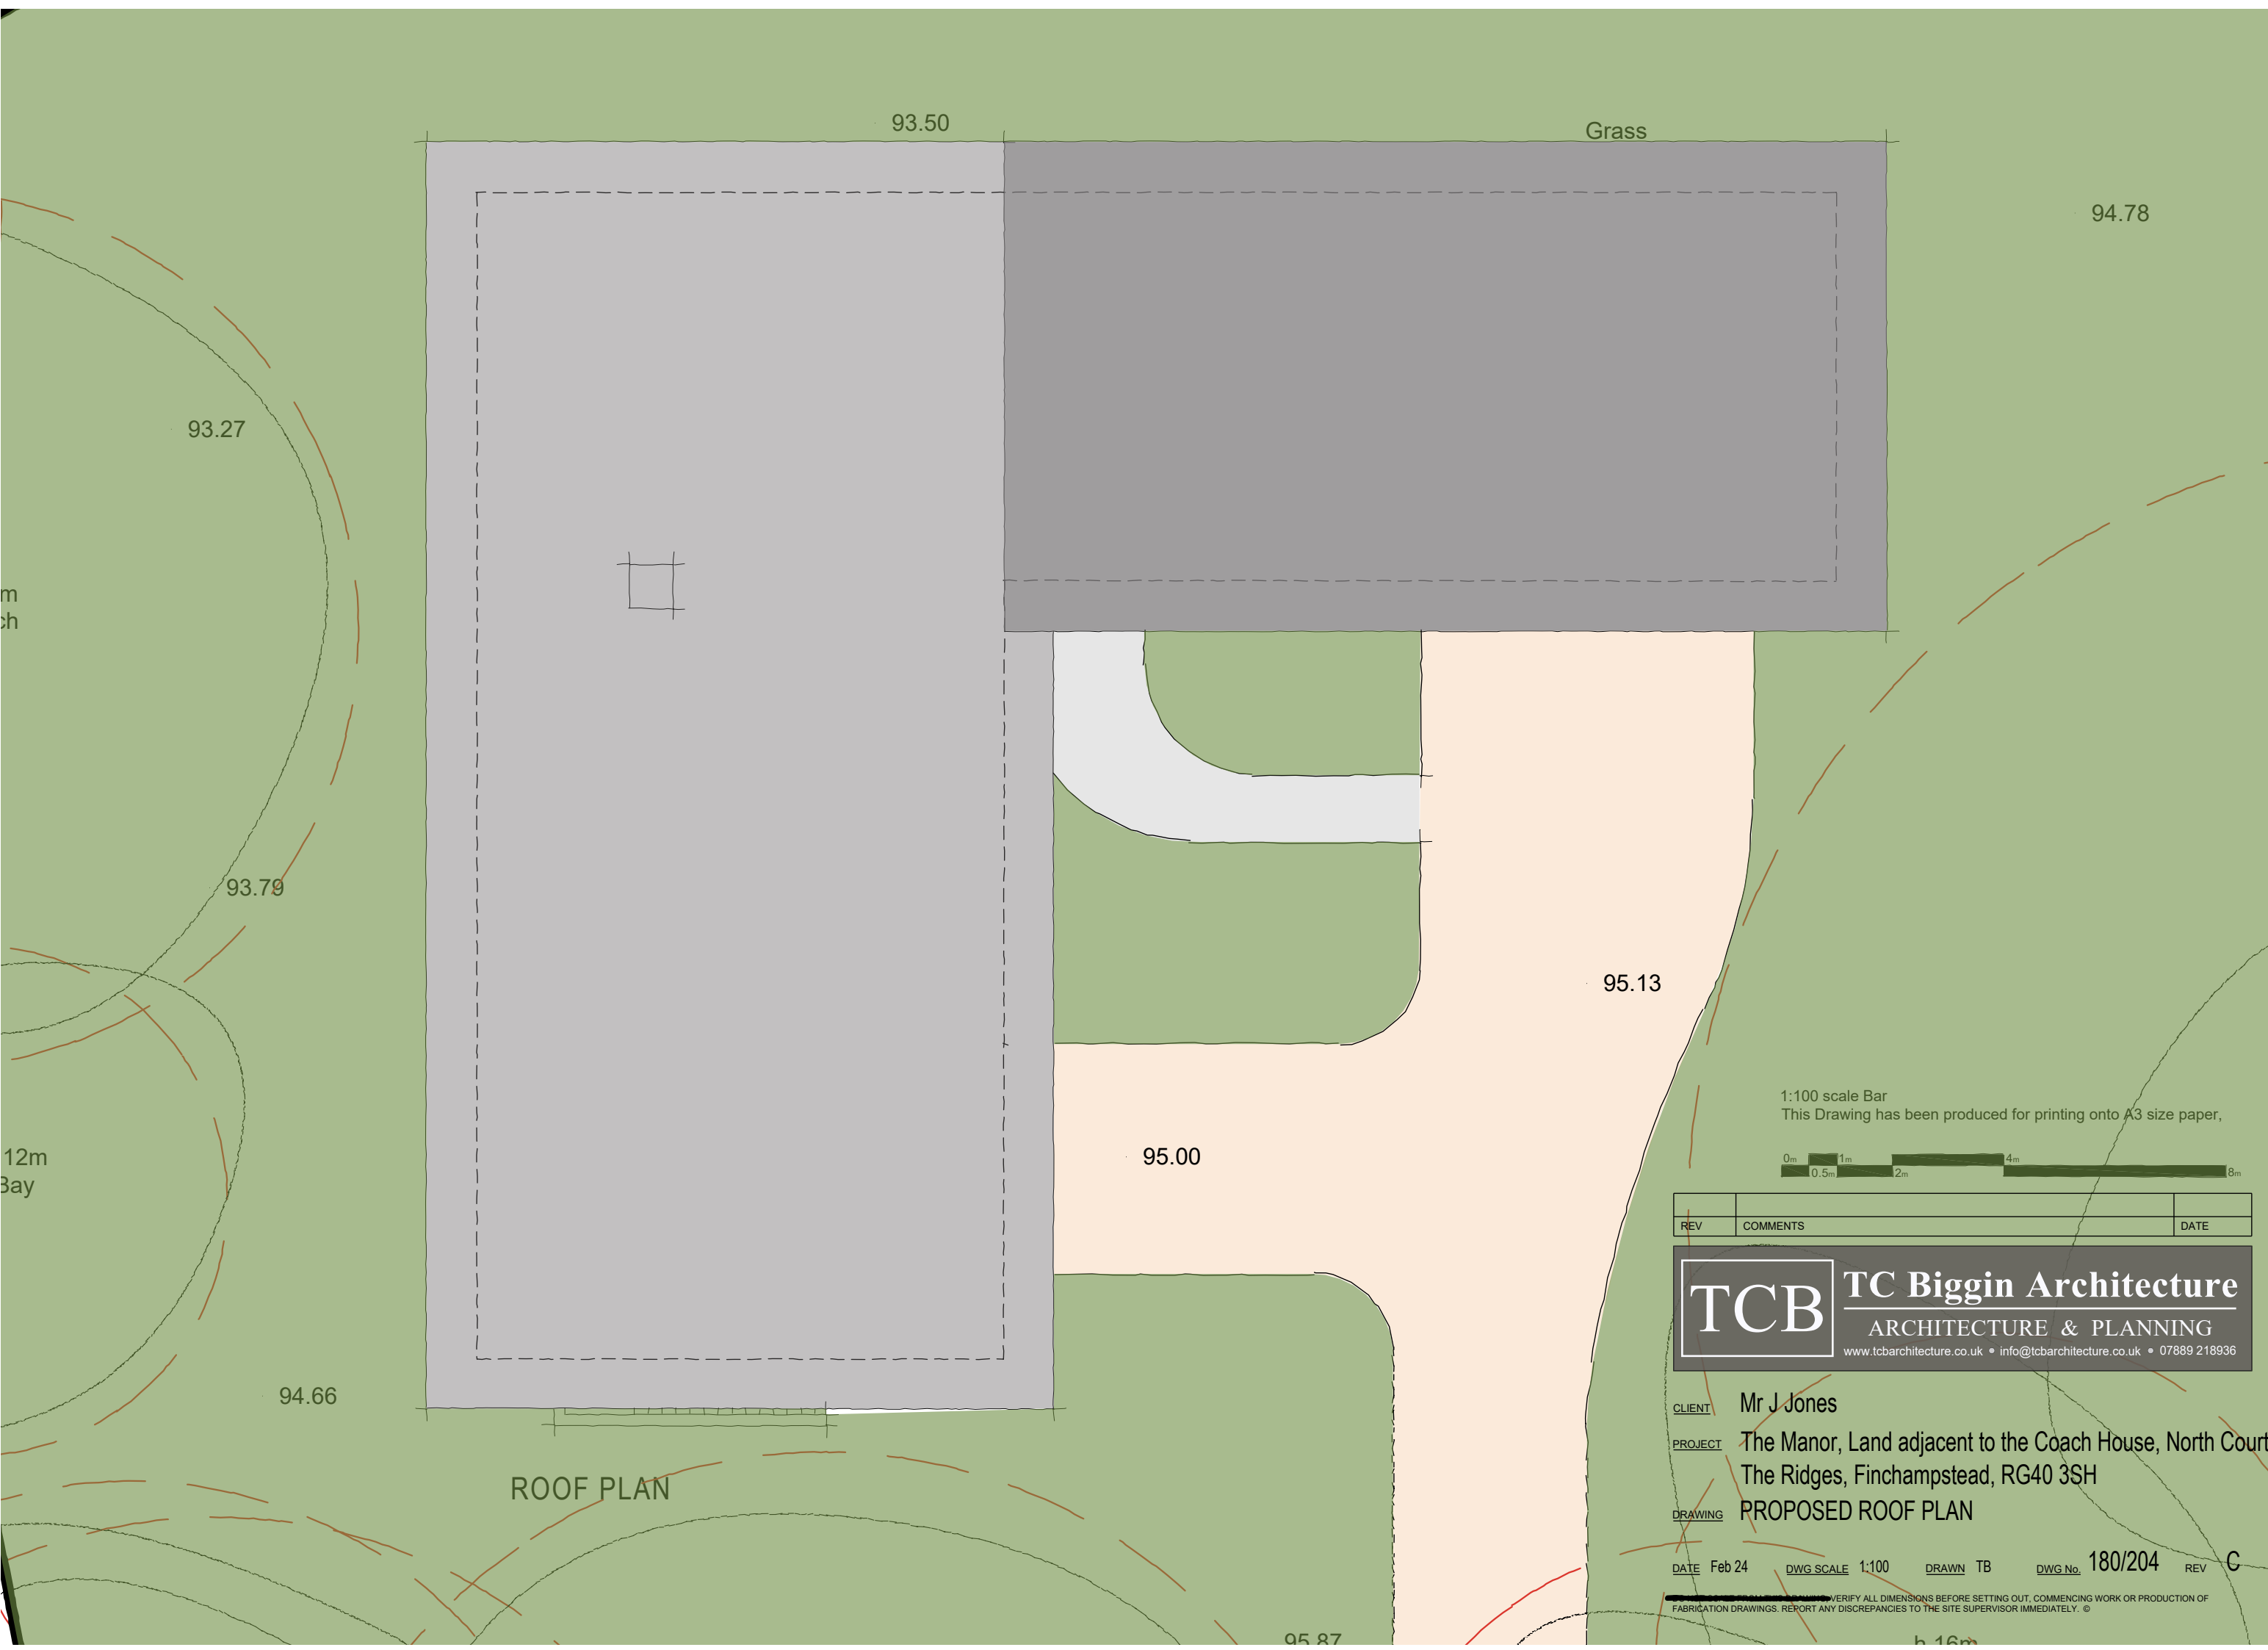 93.50
Grass
94.78
93.27
m
ch
93.79
95.13
1:100 scale Bar
This Drawing has been produced for printing onto A3 size paper,
95.00
12m
Bay
0m 1m 4m
0.5m 2m 8m
REV COMMENTS DATE
TCB
TC Biggin Architecture
ARCHITECTURE & PLANNING
www.tcbarchitecture.co.uk • info@tcbarchitecture.co.uk • 07889 218936
94.66
CLIENT Mr J Jones
PROJECT The Manor, Land adjacent to the Coach House, North Court
The Ridges, Finchampstead, RG40 3SH
ROOF PLAN
DRAWING PROPOSED ROOF PLAN
DATE Feb 24 DWG SCALE 1:100 DRAWN TB DWG No. 180/204 REV C
VERIFY ALL DIMENSIONS BEFORE SETTING OUT, COMMENCING WORK OR PRODUCTION OF
FABRICATION DRAWINGS. REPORT ANY DISCREPANCIES TO THE SITE SUPERVISOR IMMEDIATELY. ©
95.87
h 16m